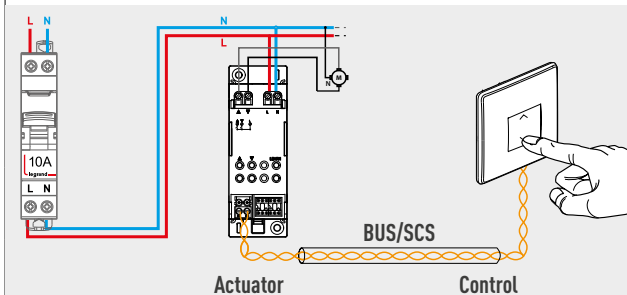 L N
N
L
M
N
L N
10A
legrand
L N
BUS/SCS
Actuator
Control